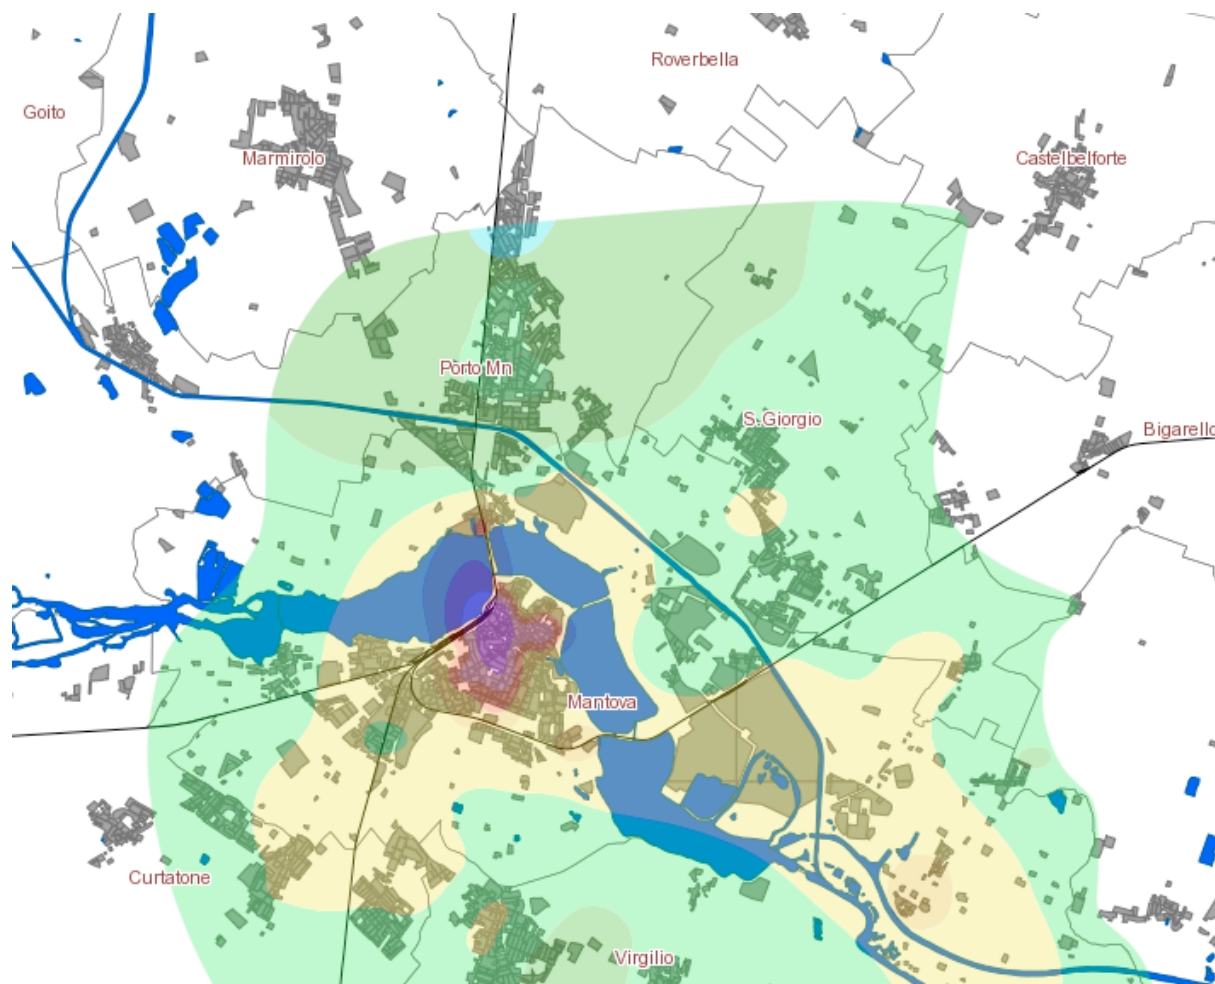 Roverbella
Goito
Marmirolo
Castelbelforte
Porto Mn
S.Giorgio
Bigarello
Mantova
Curtatone
Virgilio